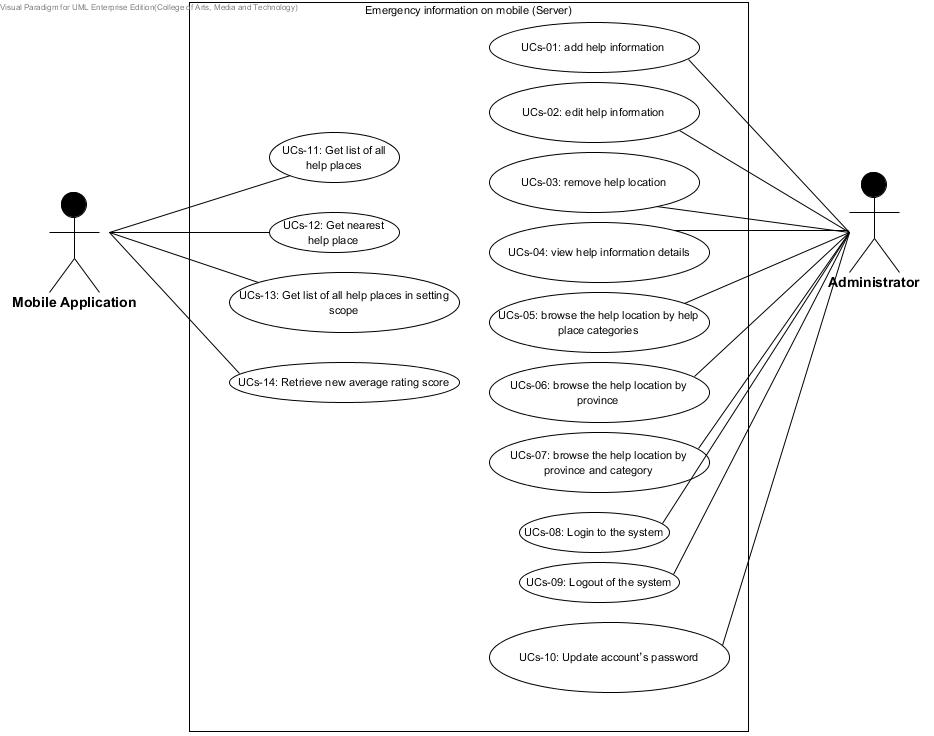 Visual Paradigm for UML Enterprise Edition(College of Arts, Media and Technology)
Emergency information on mobile (Server)
UCs-01: add help information
UCs-02: edit help information
UCs-11: Get list of all
help places
UCs-03: remove help location
UCs-12: Get nearest
help place
UCs-04: view help information details
Mobile Application
Administrator
UCs-13: Get list of all help places in setting
scope
UCs-05: browse the help location by help
place categories
UCs-14: Retrieve new average rating score
UCs-06: browse the help location by
province
UCs-07: browse the help location by
province and category
UCs-08: Login to the system
UCs-09: Logout of the system
UCs-10: Update account's password